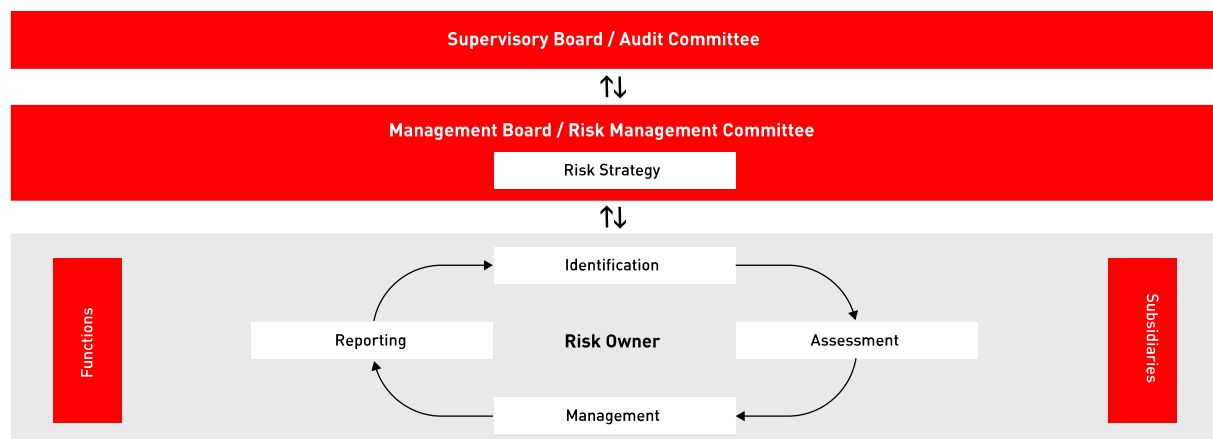 Supervisory Board / Audit Committee
Management Board / Risk Management Committee
Risk Strategy
Identification
Functions
Reporting
Risk Owner
Assessment
Subsidiaries
Management